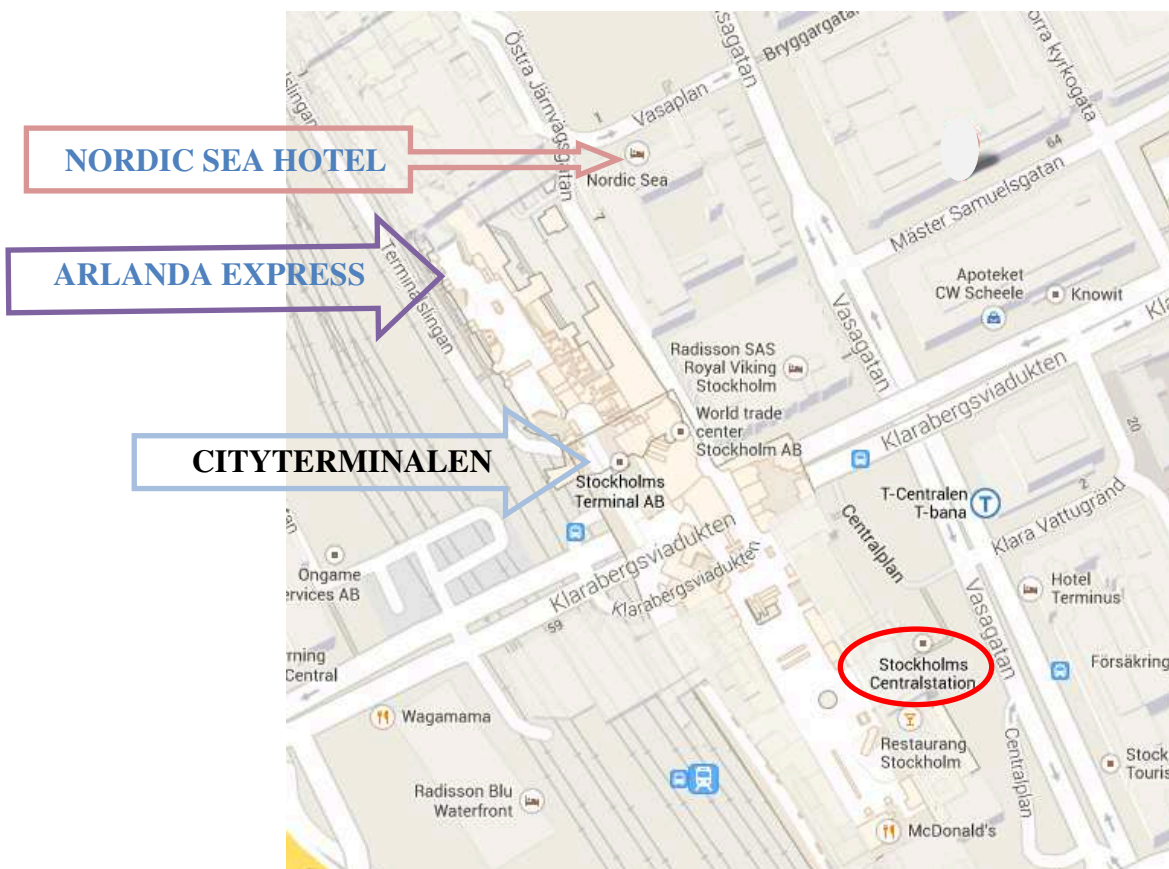 Östra Järnvägsgatan
Vasaplan
Bryggargatan
1
7
NORDIC SEA HOTEL
Nordic Sea
64
Mäster Samuelsgatan
ARLANDA EXPRESS
Terminalslingan
Apoteket
CW Scheele
Knowit
Vasagatan
Radisson SAS
Royal Viking
Stockholm
1
Klarabergsviadukten
World trade
center
Stockholm AB
20
CITYTERMINALEN
Stockholms
Terminal AB
T-Centralen
T-bana
T
2
Klara Vattugränd
Centralplan
Klarabergsviadukten
Klarabergsviadukten
Ongame
ervices AB
59
Hotel
Terminus
Vasagatan
rning
Central
Stockholms
Centralstation
Försäkring
Wagamama
Restaurang
Stockholm
Centralplan
Stock
Touris
Radisson Blu
Waterfront
McDonald's